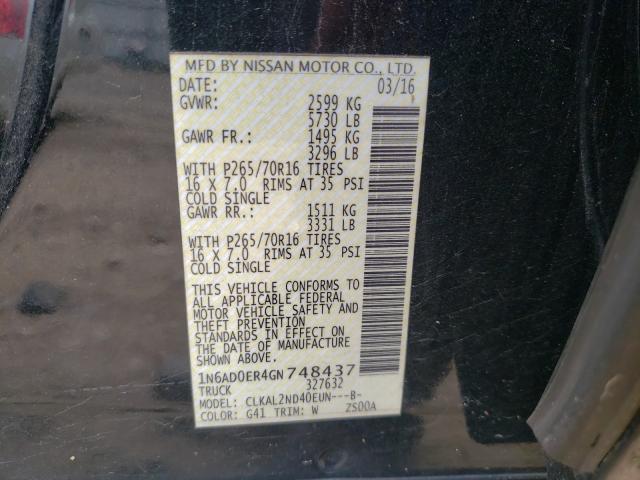 MFD BY NISSAN MOTOR CO., LTD.
DATE: 03/16
GVWR: 2599 KG
5730 LB
GAWR FR.: 1495 KG
3296 LB
WITH P265/70R16 TIRES
16 X 7.0 RIMS AT 35 PSI
COLD SINGLE
GAWR RR.: 1511 KG
3331 LB
WITH P265/70R16 TIRES
16 X 7.0 RIMS AT 35 PSI
COLD SINGLE
THIS VEHICLE CONFORMS TO
ALL APPLICABLE FEDERAL
MOTOR VEHICLE SAFETY AND
THEFT PREVENTION
STANDARDS IN EFFECT ON
THE DATE OF MANUFACTURE
SHOWN ABOVE.
1N6AD0ER4GN748437
TRUCK 327632
MODEL: CLKAL2ND40EUN---B-
COLOR: G41 TRIM: W ZS00A